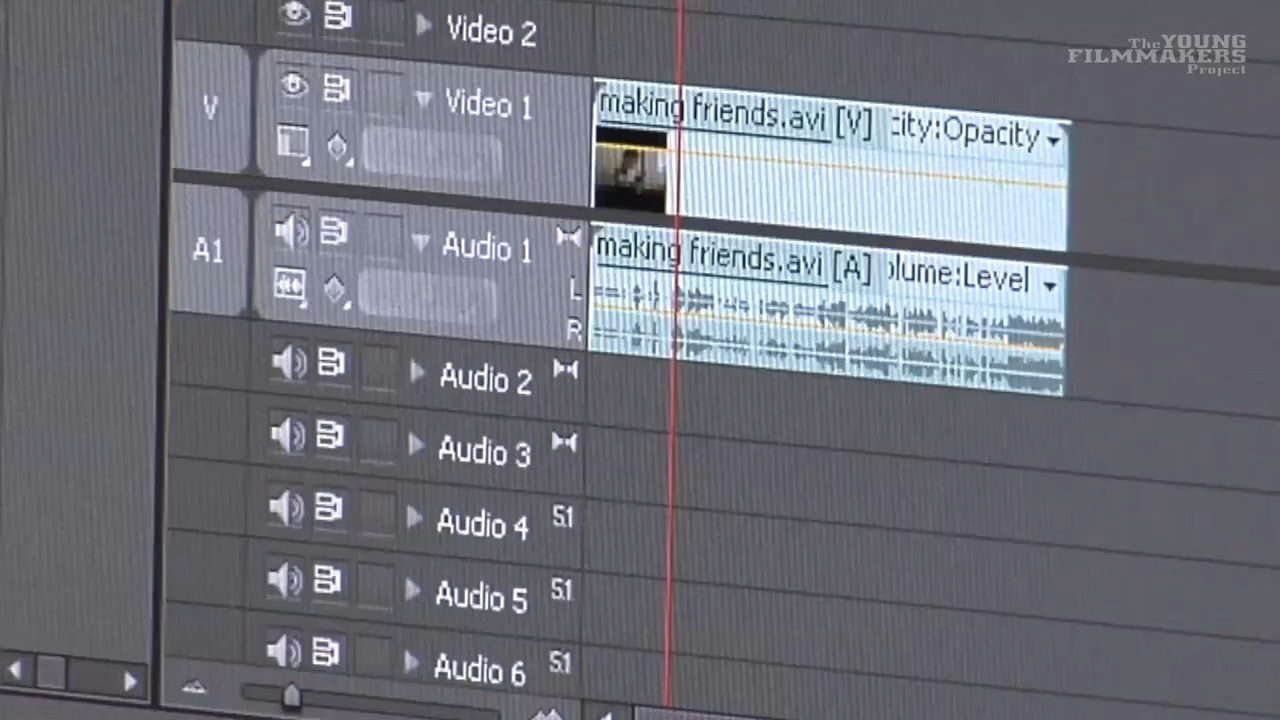 Video 2
The YOUNG
FILMMAKERS
Project
V
Video 1
making friends.avi [V]
city:Opacity
A1
Audio 1
making friends.avi [A]
olume:Level
L
R
Audio 2
Audio 3
Audio 4
5.1
Audio 5
5.1
Audio 6
5.1